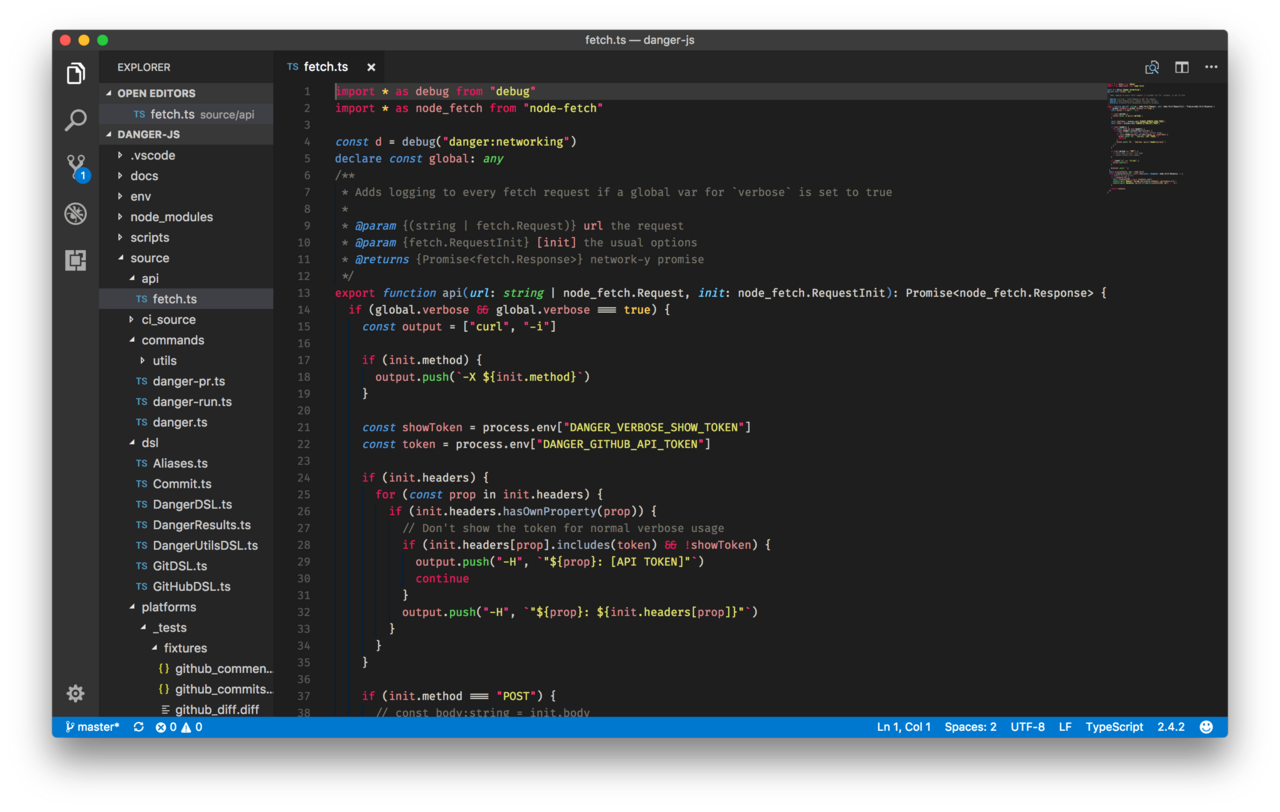 fetch.ts — danger-js
EXPLORER
OPEN EDITORS
TS fetch.ts source/api
DANGER-JS
.vscode
docs
env
node_modules
scripts
source
api
TS fetch.ts
ci_source
commands
utils
TS danger-pr.ts
TS danger-run.ts
TS danger.ts
dsl
TS Aliases.ts
TS Commit.ts
TS DangerDSL.ts
TS DangerResults.ts
TS DangerUtilsDSL.ts
TS GitDSL.ts
TS GitHubDSL.ts
platforms
_tests
fixtures
{} github_commen...
{} github_commits...
github_diff.diff
TS fetch.ts ×
1 import * as debug from "debug"
2 import * as node_fetch from "node-fetch"
3
4 const d = debug("danger:networking")
5 declare const global: any
6 /**
7 * Adds logging to every fetch request if a global var for `verbose` is set to true
8 *
9 * @param {(string | fetch.Request)} url the request
10 * @param {fetch.RequestInit} [init] the usual options
11 * @returns {Promise<fetch.Response>} network-y promise
12 */
13 export function api(url: string | node_fetch.Request, init: node_fetch.RequestInit): Promise<node_fetch.Response> {
14 if (global.verbose && global.verbose === true) {
15 const output = ["curl", "-i"]
16
17 if (init.method) {
18 output.push(`-X ${init.method}`)
19 }
20
21 const showToken = process.env["DANGER_VERBOSE_SHOW_TOKEN"]
22 const token = process.env["DANGER_GITHUB_API_TOKEN"]
23
24 if (init.headers) {
25 for (const prop in init.headers) {
26 if (init.headers.hasOwnProperty(prop)) {
27 // Don't show the token for normal verbose usage
28 if (init.headers[prop].includes(token) && !showToken) {
29 output.push("-H", `"${prop}: [API TOKEN]"`)
30 continue
31 }
32 output.push("-H", `"${prop}: ${init.headers[prop]}"`)
33 }
34 }
35 }
36
37 if (init.method === "POST") {
38 // const body:string = init.body
1
master* 0 0
Ln 1, Col 1 Spaces: 2 UTF-8 LF TypeScript 2.4.2